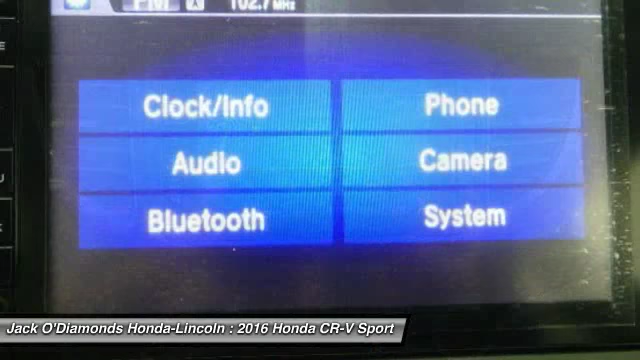 FM 102.7 MHz
Clock/Info Phone
Audio Camera
Bluetooth System
Jack O'Diamonds Honda-Lincoln : 2016 Honda CR-V Sport